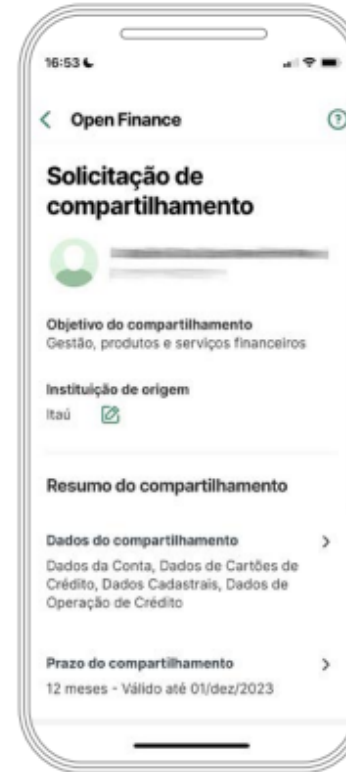 16:53
Open Finance
?
Solicitação de
compartilhamento
Objetivo do compartilhamento
Gestão, produtos e serviços financeiros
Instituição de origem
Itaú
Resumo do compartilhamento
Dados do compartilhamento
Dados da Conta, Dados de Cartões de
Crédito, Dados Cadastrais, Dados de
Operação de Crédito
Prazo do compartilhamento
12 meses - Válido até 01/dez/2023